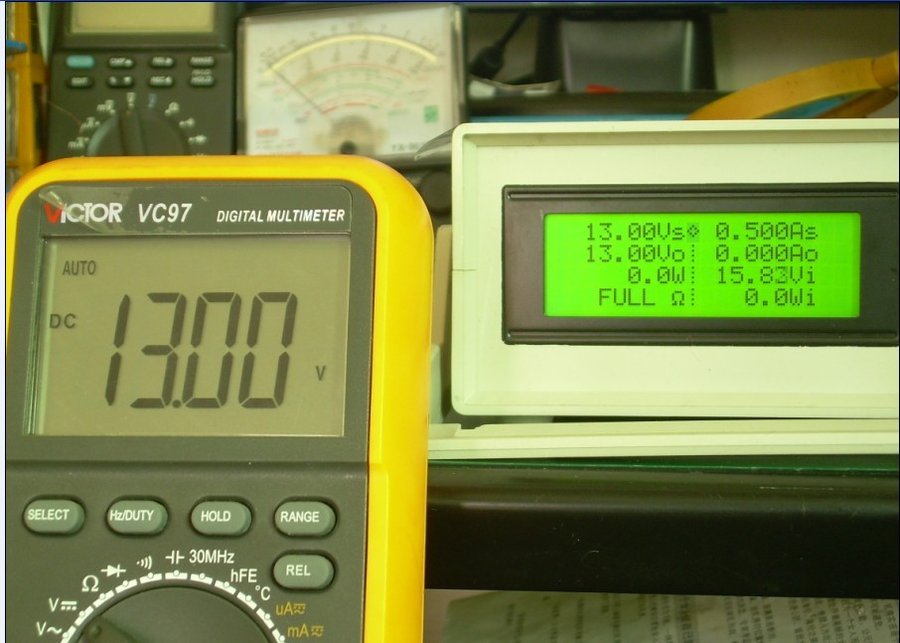 VICTOR VC97 DIGITAL MULTIMETER
AUTO
DC 13.00 V
SELECT Hz/DUTY HOLD RANGE
REL
30MHz
hFE
°C
Ω
V⎓
V~
uA
mA
13.00Vs 0.500As
13.00Vo 0.000Ao
0.0W 15.83Vi
FULL Ω 0.0Wi